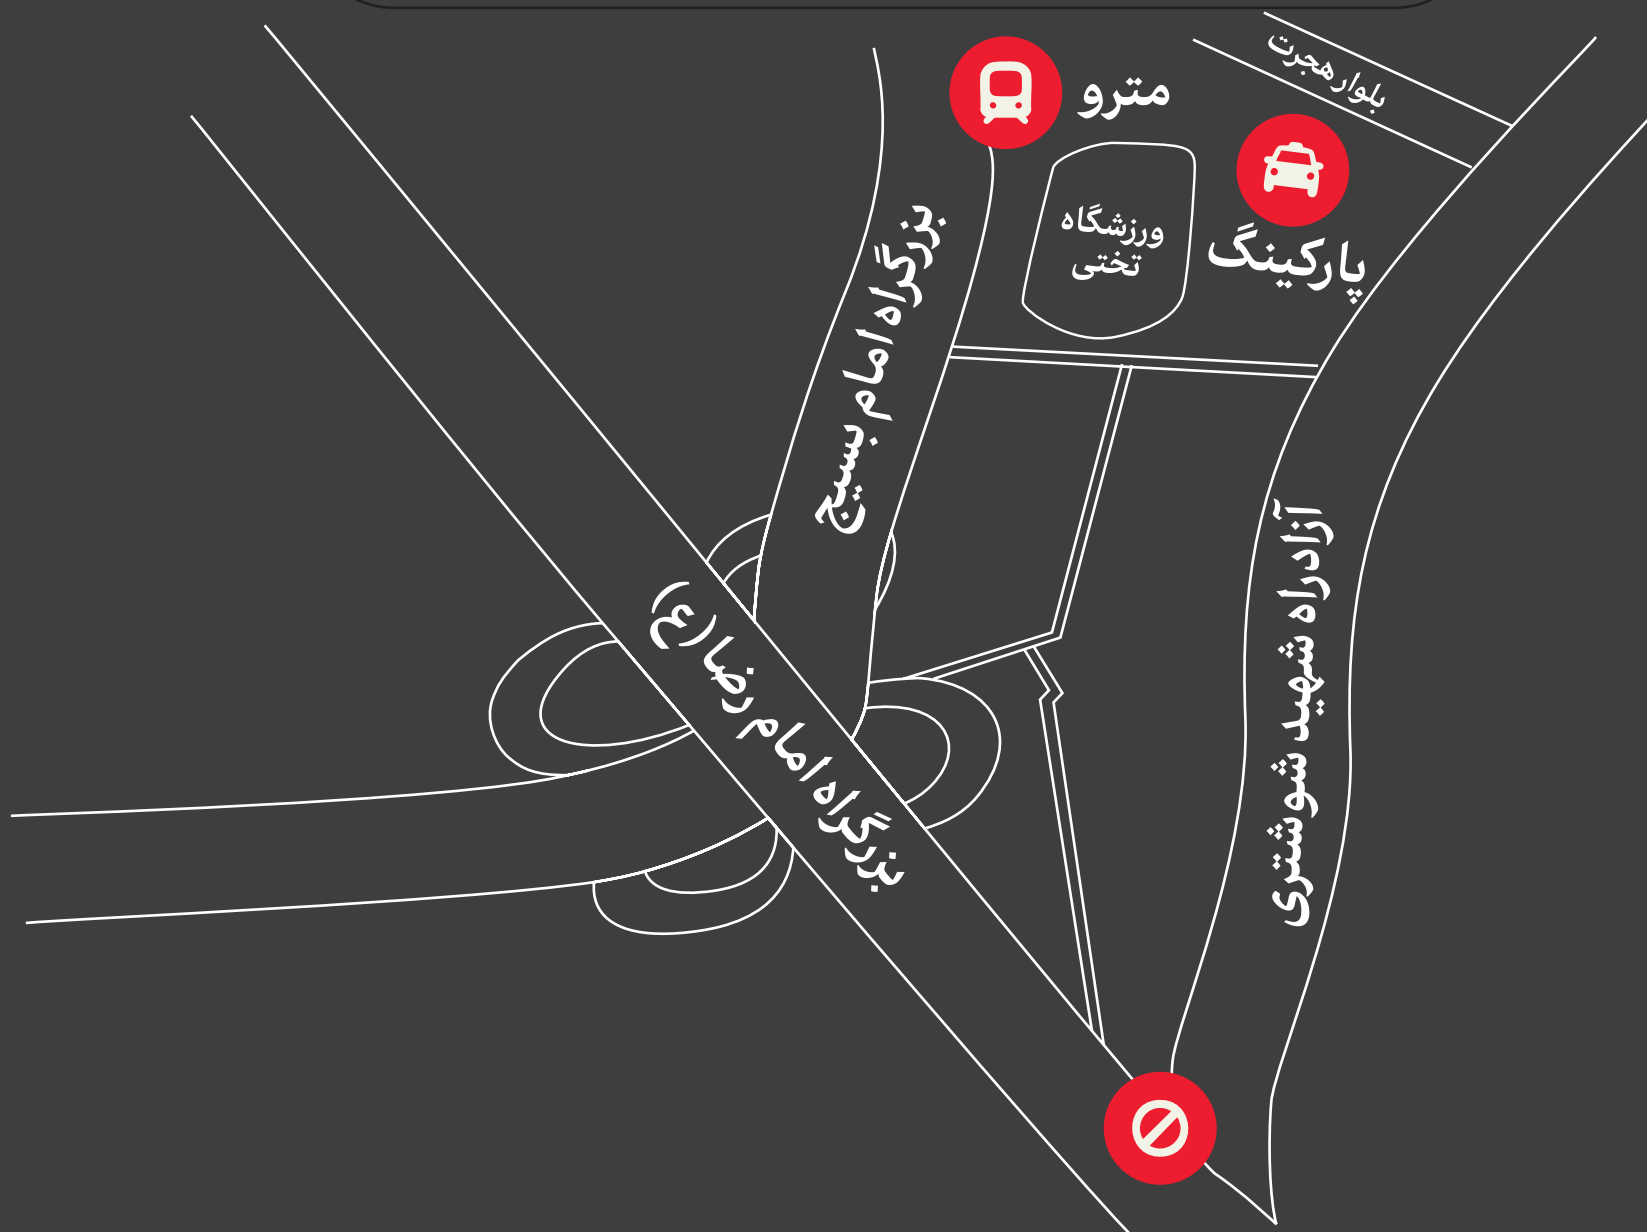 بلوار هجرت
مترو
ورزشگاه
تختی
پارکینگ
بزرگراه امام بسیج
آزادراه شهید شوشتری
بزرگراه امام رضا(ع)